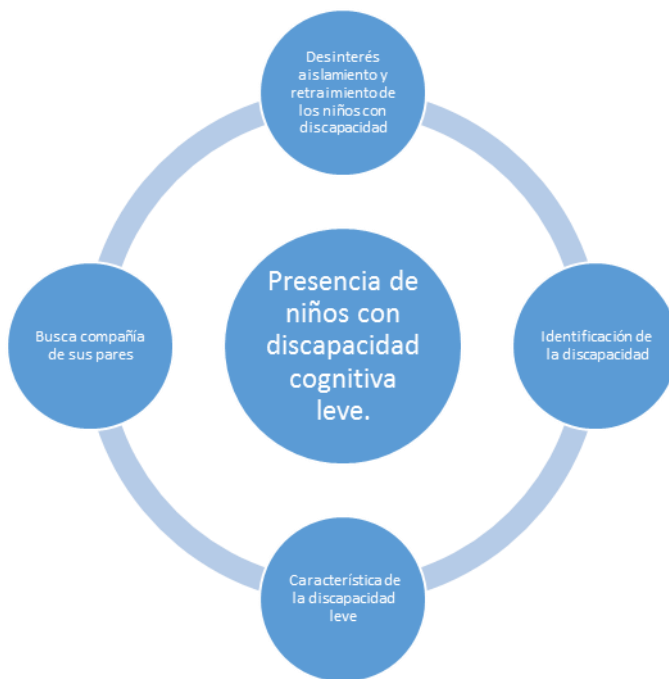 Desinterés
aislamiento y
retraimiento de
los niños con
discapacidad
Presencia de
niños con
discapacidad
cognitiva
leve.
Busca compañía
de sus pares
Identificación de
la discapacidad
Característica de
la discapacidad
leve